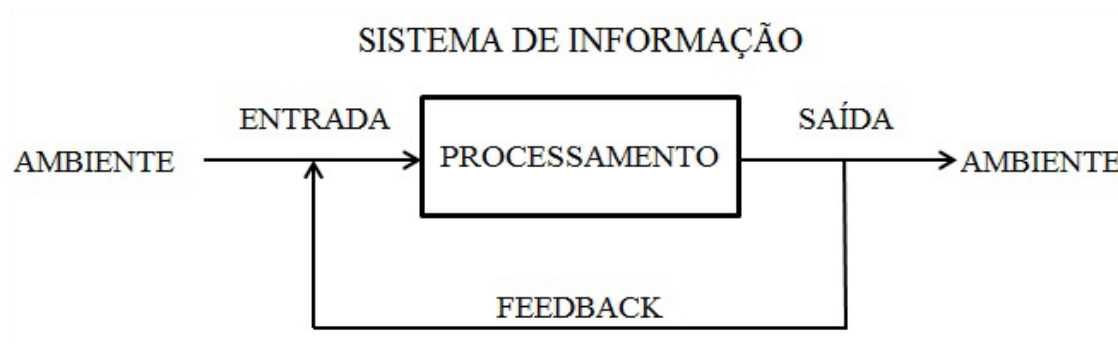 SISTEMA DE INFORMAÇÃO
ENTRADA
SAÍDA
AMBIENTE
PROCESSAMENTO
AMBIENTE
FEEDBACK